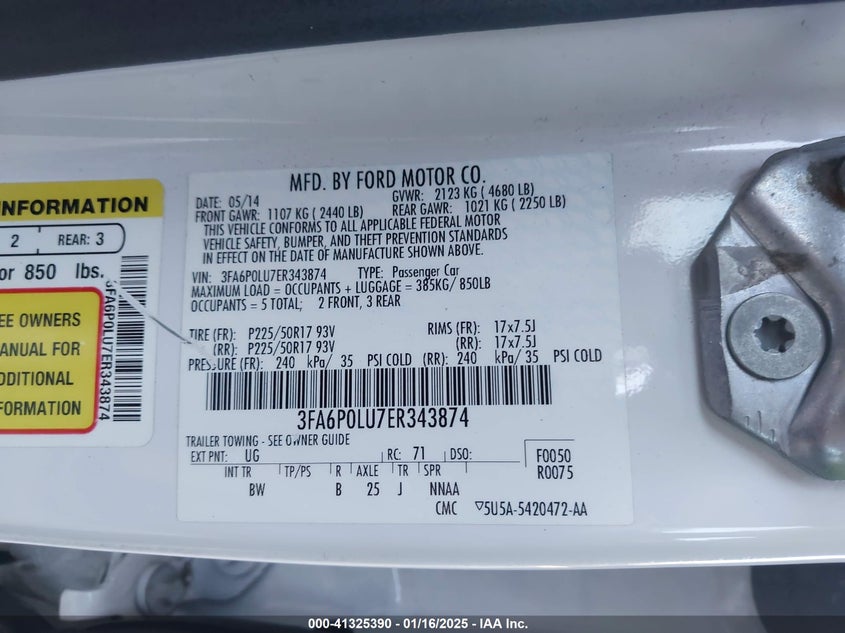 INFORMATION
2 REAR: 3
or 850 lbs.
EE OWNERS
ANUAL FOR
DDITIONAL
FORMATION
3FA6P0LU7ER343874
MFD. BY FORD MOTOR CO.
DATE: 05/14 GVWR: 2123 KG ( 4680 LB)
FRONT GAWR: 1107 KG ( 2440 LB) REAR GAWR: 1021 KG ( 2250 LB)
THIS VEHICLE CONFORMS TO ALL APPLICABLE FEDERAL MOTOR
VEHICLE SAFETY, BUMPER, AND THEFT PREVENTION STANDARDS
IN EFFECT ON THE DATE OF MANUFACTURE SHOWN ABOVE.
VIN: 3FA6P0LU7ER343874 TYPE: Passenger Car
MAXIMUM LOAD = OCCUPANTS + LUGGAGE = 385KG/ 850LB
OCCUPANTS = 5 TOTAL; 2 FRONT, 3 REAR
TIRE (FR): P225/50R17 93V RIMS (FR): 17x7.5J
(RR): P225/50R17 93V (RR): 17x7.5J
PRESSURE (FR): 240 kPa/ 35 PSI COLD (RR): 240 kPa/ 35 PSI COLD
3FA6P0LU7ER343874
TRAILER TOWING - SEE OWNER GUIDE
EXT PNT: UG RC: 71 DSO: F0050
INT TR TP/PS R AXLE TR SPR R0075
BW B 25 J NNAA
CMC ▽5U5A-5420472-AA
000-41325390 - 01/16/2025 - IAA Inc.